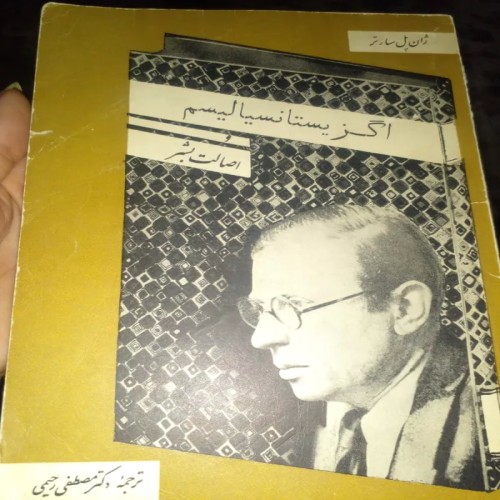 ژان پل سارتر
اگزیستانسیالیسم
و
اصالت بشر
ترجمهٔ دکتر مصطفی رحیمی